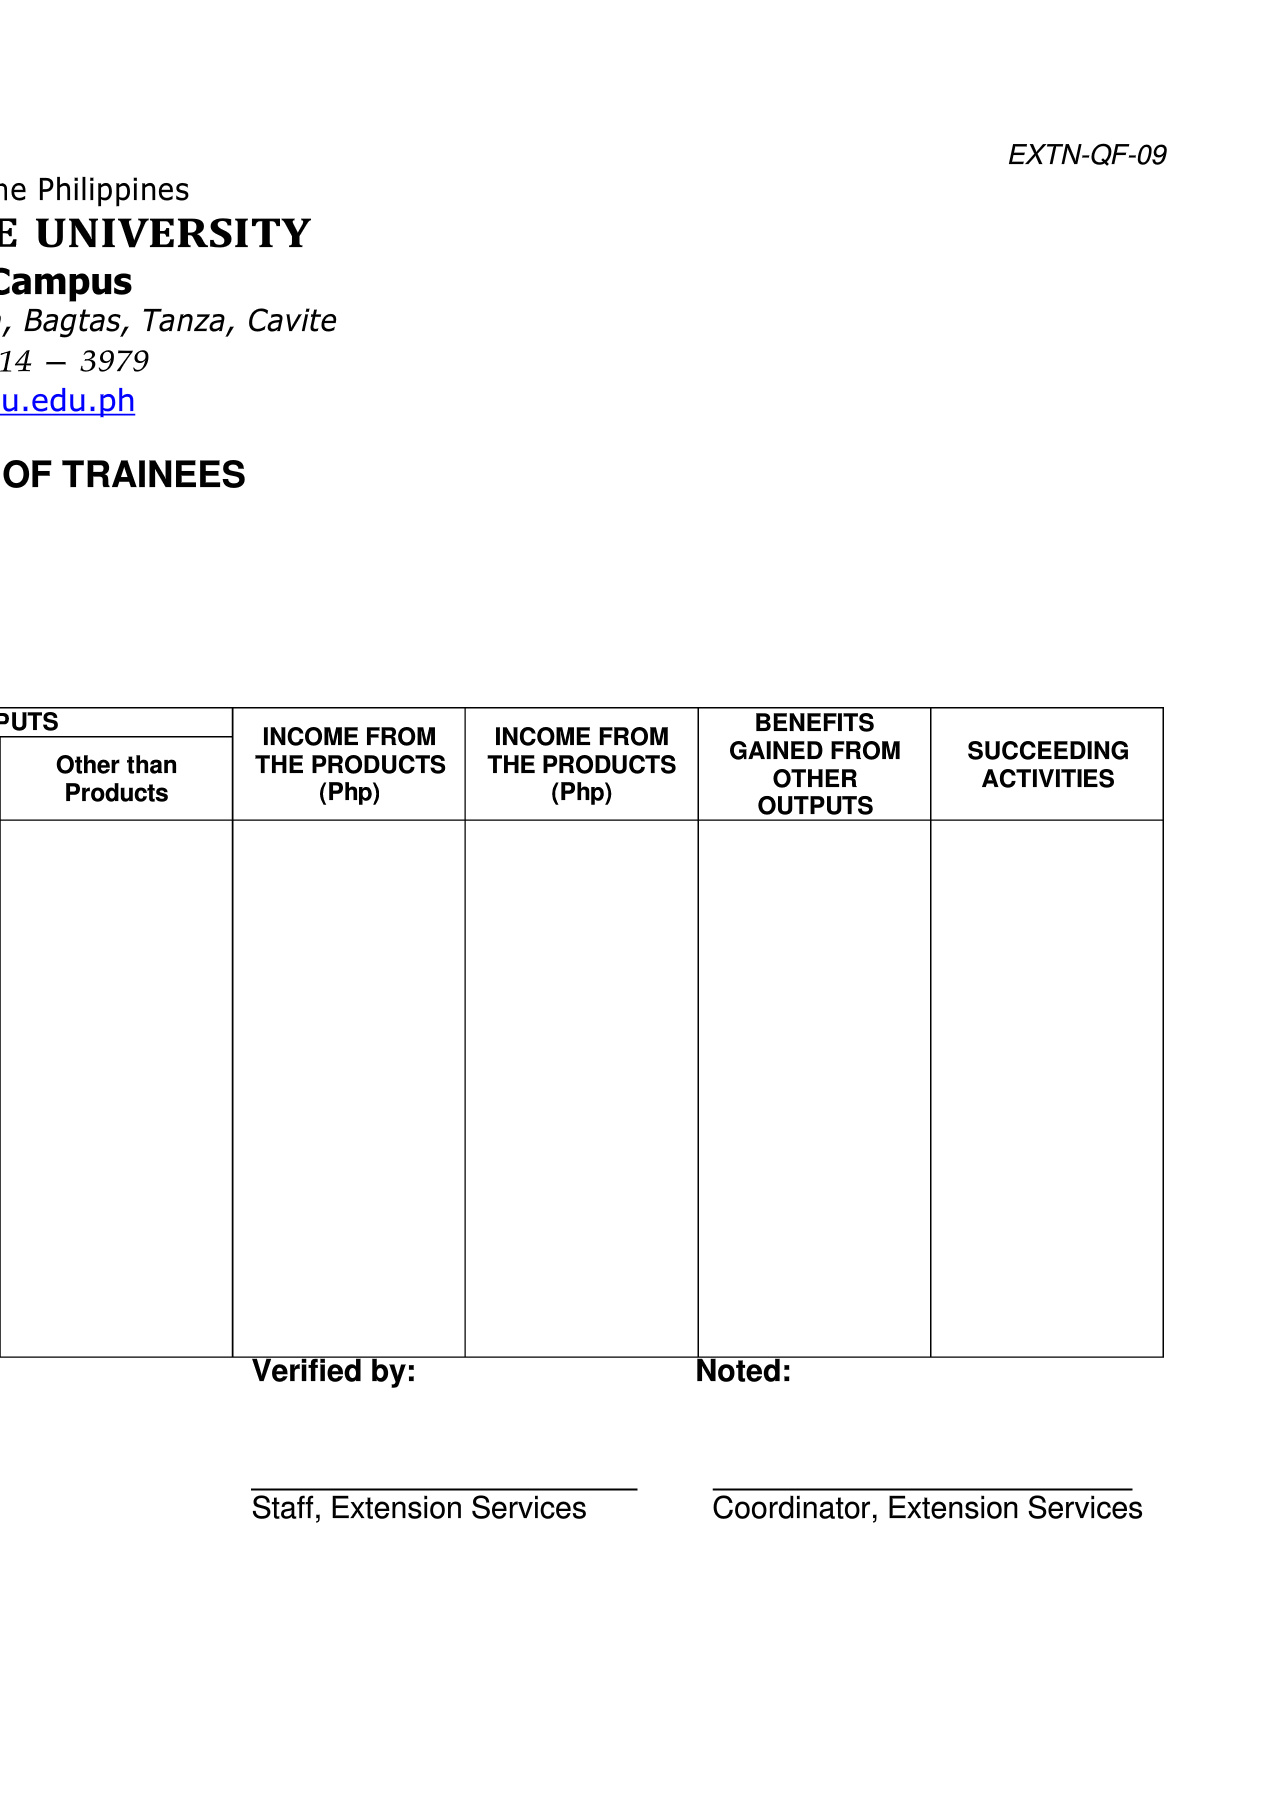 EXTN-QF-09
ne Philippines
E UNIVERSITY
Campus
, Bagtas, Tanza, Cavite
14 – 3979
u.edu.ph
OF TRAINEES
PUTS
Other than
Products
INCOME FROM
THE PRODUCTS
(Php)
INCOME FROM
THE PRODUCTS
(Php)
BENEFITS
GAINED FROM
OTHER
OUTPUTS
SUCCEEDING
ACTIVITIES
Verified by:
Noted:
Staff, Extension Services
Coordinator, Extension Services